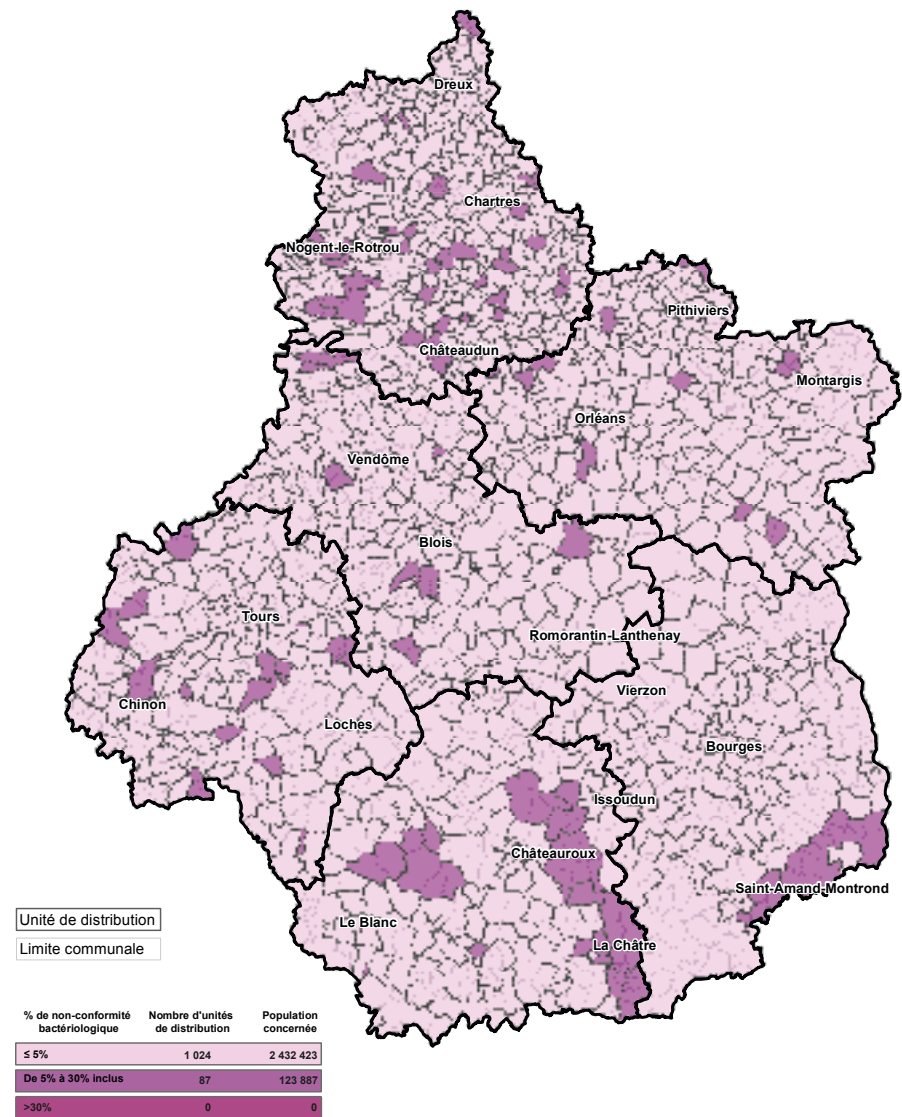 Dreux
Chartres
Nogent-le-Rotrou
Pithiviers
Châteaudun
Montargis
Orléans
Vendôme
Blois
Tours
Romorantin-Lanthenay
Vierzon
Chinon
Loches
Bourges
Issoudun
Châteauroux
Saint-Amand-Montrond
Le Blanc
La Châtre
Unité de distribution
Limite communale
% de non-conformité bactériologique Nombre d'unités de distribution Population concernée
≤ 5% 1 024 2 432 423
De 5% à 30% inclus 87 123 887
>30% 0 0